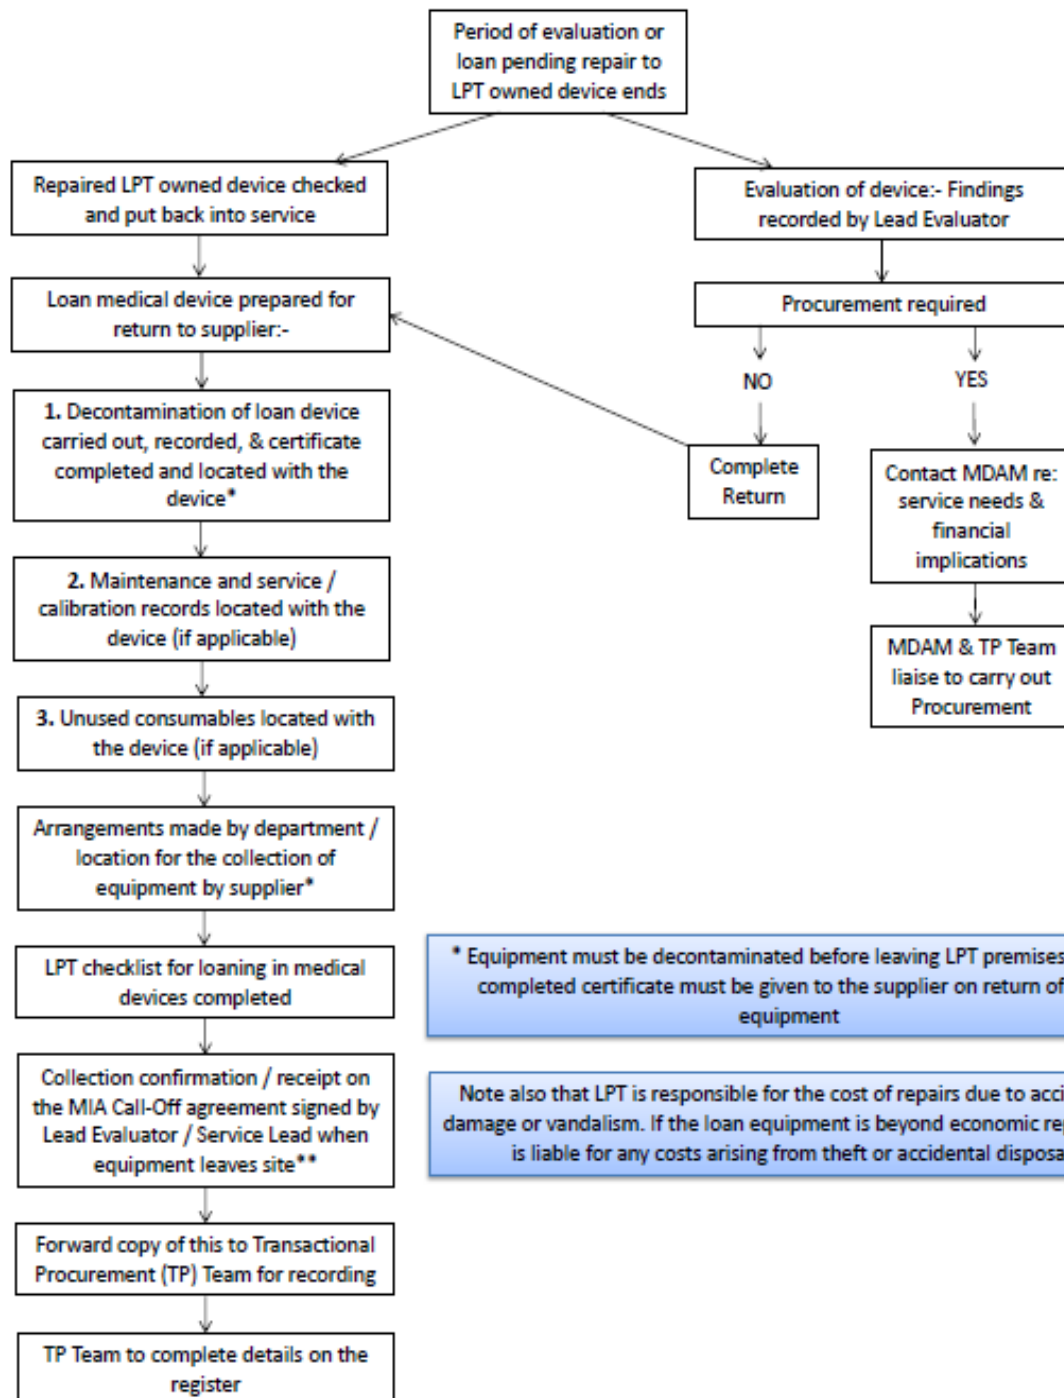 Period of evaluation or
loan pending repair to
LPT owned device ends
Repaired LPT owned device checked
and put back into service
Evaluation of device:- Findings
recorded by Lead Evaluator
Loan medical device prepared for
return to supplier:-
Procurement required
NO
YES
1. Decontamination of loan device
carried out, recorded, & certificate
completed and located with the
device*
Complete
Return
Contact MDAM re:
service needs &
financial
implications
2. Maintenance and service /
calibration records located with the
device (if applicable)
MDAM & TP Team
liaise to carry out
Procurement
3. Unused consumables located with
the device (if applicable)
Arrangements made by department /
location for the collection of
equipment by supplier*
LPT checklist for loaning in medical
devices completed
* Equipment must be decontaminated before leaving LPT premises
completed certificate must be given to the supplier on return of
equipment
Collection confirmation / receipt on
the MIA Call-Off agreement signed by
Lead Evaluator / Service Lead when
equipment leaves site**
Note also that LPT is responsible for the cost of repairs due to
damage or vandalism. If the loan equipment is beyond economic
is liable for any costs arising from theft or accidental
Forward copy of this to Transactional
Procurement (TP) Team for recording
TP Team to complete details on the
register